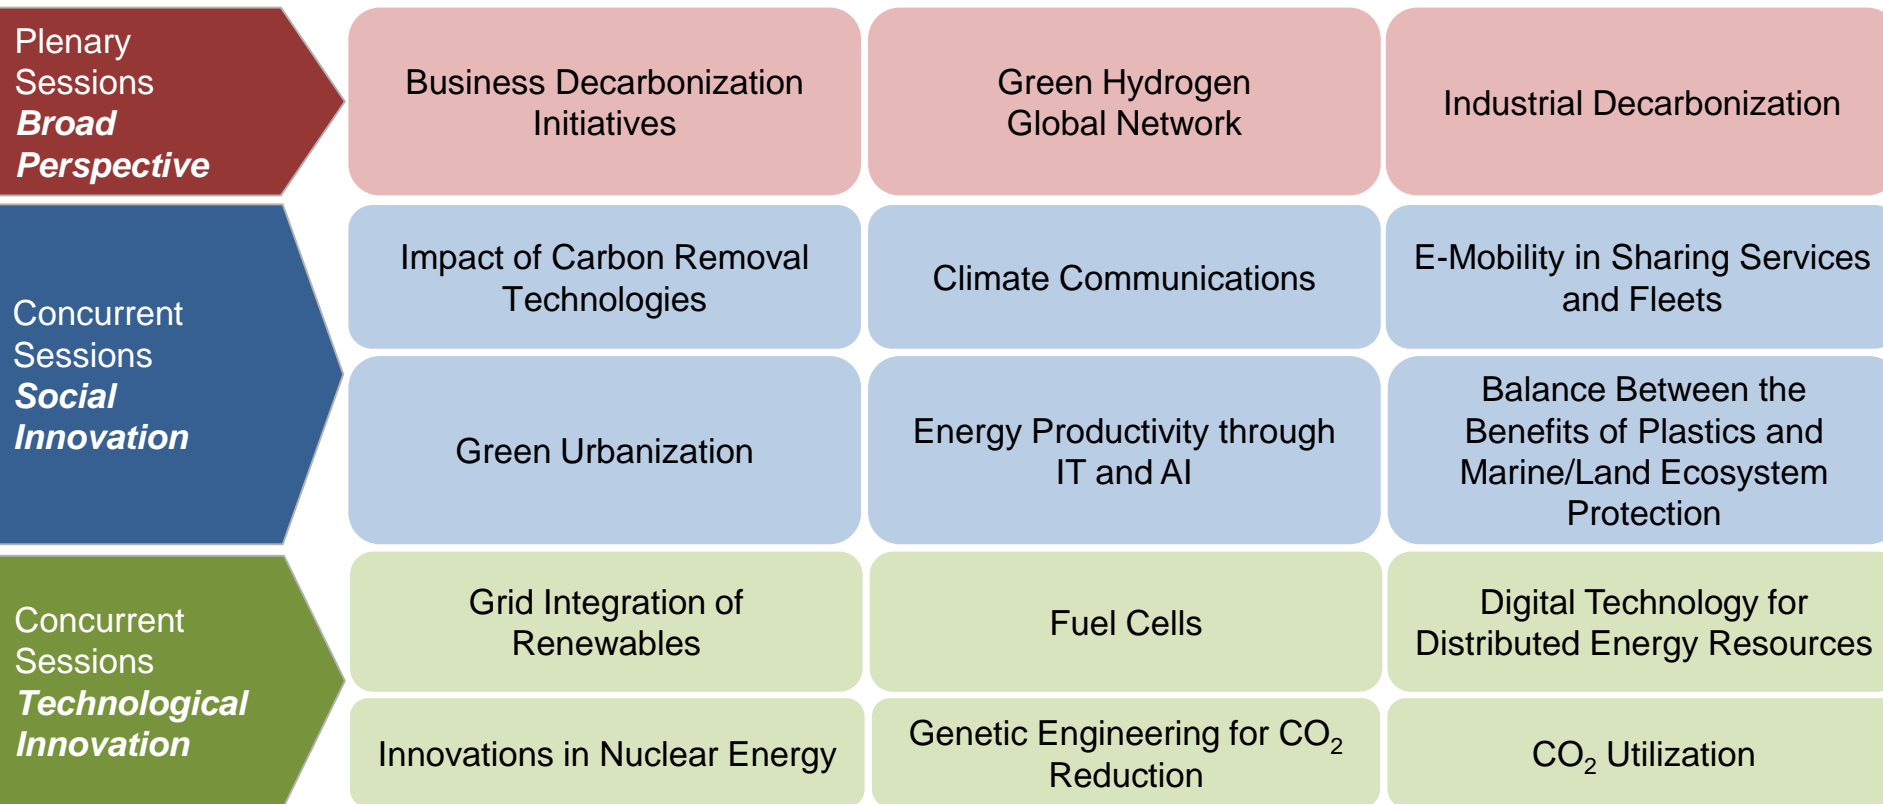 Plenary
Sessions
Broad
Perspective
Business Decarbonization
Initiatives
Green Hydrogen
Global Network
Industrial Decarbonization
Concurrent
Sessions
Social
Innovation
Impact of Carbon Removal
Technologies
Climate Communications
E-Mobility in Sharing Services
and Fleets
Green Urbanization
Energy Productivity through
IT and AI
Balance Between the
Benefits of Plastics and
Marine/Land Ecosystem
Protection
Concurrent
Sessions
Technological
Innovation
Grid Integration of
Renewables
Fuel Cells
Digital Technology for
Distributed Energy Resources
Innovations in Nuclear Energy
Genetic Engineering for CO₂
Reduction
CO₂ Utilization